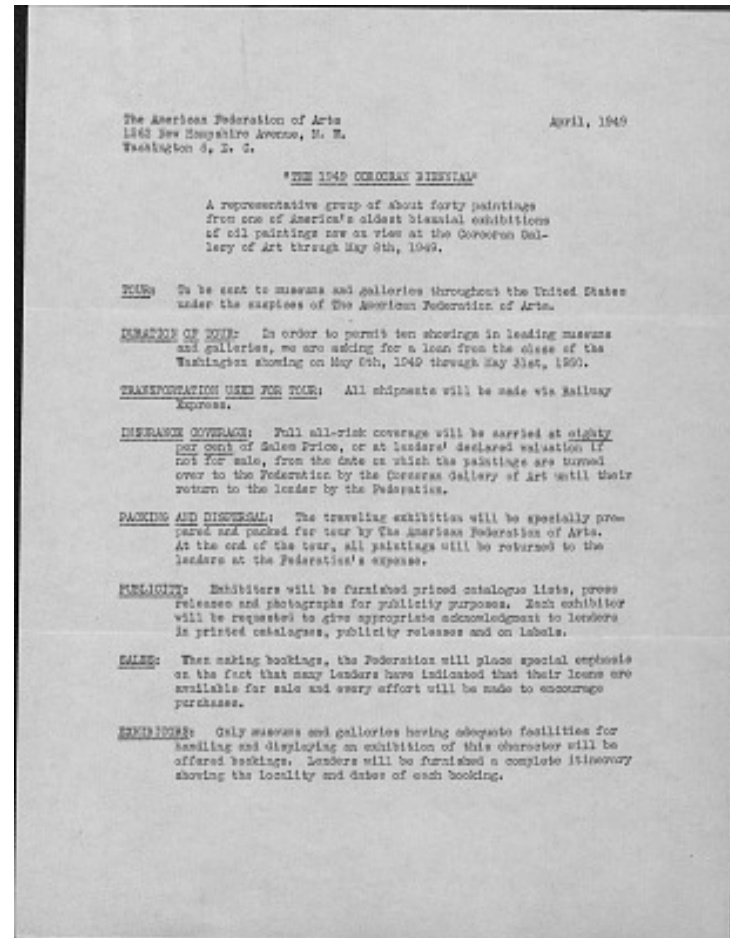 The American Federation of Arts
April, 1949
1262 New Hampshire Avenue, N. W.
Washington 6, D. C.
"THE 1949 CORCORAN BIENNIAL"
A representative group of about forty paintings
from one of America's oldest biennial exhibitions
of oil paintings now on view at the Corcoran Gal-
lery of Art through May 8th, 1949.
TOUR: To be sent to museums and galleries throughout the United States
under the auspices of The American Federation of Arts.
DURATION OF TOUR: In order to permit ten showings in leading museums
and galleries, we are asking for a loan from the close of the
Washington showing on May 8th, 1949 through May 31st, 1950.
TRANSPORTATION USED FOR TOUR: All shipments will be made via Railway
Express.
INSURANCE COVERAGE: Full all-risk coverage will be carried at eighty
per cent of Sales Price, or at lenders' declared valuation if
not for sale, from the date on which the paintings are turned
over to the Federation by the Corcoran Gallery of Art until their
return to the lender by the Federation.
PACKING AND DISPERSAL: The traveling exhibition will be specially pre-
pared and packed for tour by The American Federation of Arts.
At the end of the tour, all paintings will be returned to the
lenders at the Federation's expense.
PUBLICITY: Exhibitors will be furnished priced catalogue lists, press
releases and photographs for publicity purposes. Each exhibitor
will be requested to give appropriate acknowledgment to lenders
in printed catalogues, publicity releases and on labels.
SALES: When making bookings, the Federation will place special emphasis
on the fact that many lenders have indicated that their loans are
available for sale and every effort will be made to encourage
purchases.
EXHIBITORS: Only museums and galleries having adequate facilities for
handling and displaying an exhibition of this character will be
offered bookings. Lenders will be furnished a complete itinerary
showing the locality and dates of each booking.